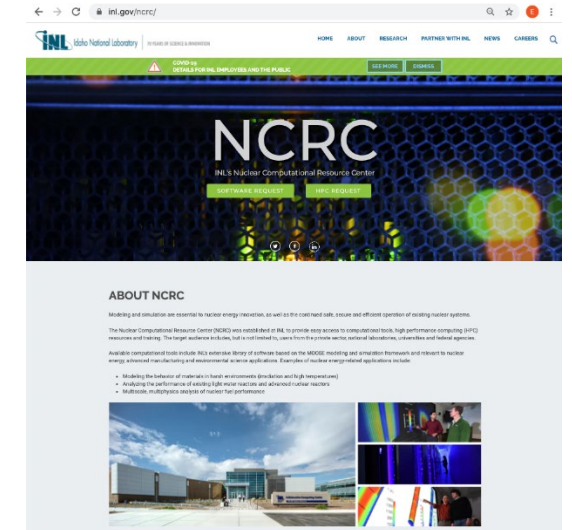 inl.gov/ncrc/
E
INL Idaho National Laboratory
HOME ABOUT RESEARCH PARTNER WITH INL NEWS CAREERS
COVID 19
DETAILS FOR INL EMPLOYEES AND THE PUBLIC
SEE MORE DISMISS
NCRC
INL's Nuclear Computational Resource Center
SOFTWARE REQUEST HPC REQUEST
ABOUT NCRC
Modeling and simulation are essential to nuclear energy innovation, as well as the continued safe, secure and efficient operation of existing nuclear systems.
The Nuclear Computational Resource Center (NCRC) was established at INL to provide easy access to computational tools, high performance computing (HPC)
resources and training. The target audience includes, but is not limited to, users from the private sector, national laboratories, universities and federal agencies.
Available computational tools include INL's extensive library of software based on the MOOSE modeling and simulation framework and relevant to nuclear
energy, advanced manufacturing and environmental science applications. Examples of nuclear energy-related applications include:
• Modeling the behavior of materials in harsh environments (irradiation and high temperatures)
• Analyzing the performance of existing light water reactors and advanced nuclear reactors
• Multiscale, multiphysics analysis of nuclear fuel performance